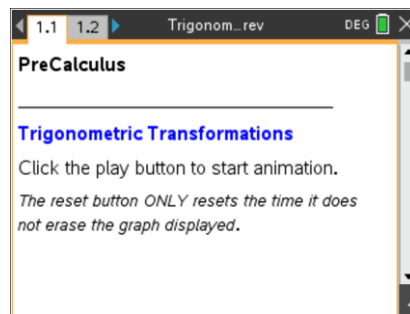 1.1 1.2 Trigonom...rev DEG
PreCalculus
Trigonometric Transformations
Click the play button to start animation.
The reset button ONLY resets the time it does
not erase the graph displayed.